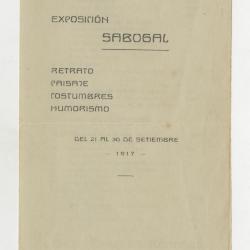 EXPOSICIÓN
SABOGAL
RETRATO
PAISAJE
COSTUMBRES
HUMORISMO
DEL 21 AL 30 DE SETIEMBRE
- 1917 -